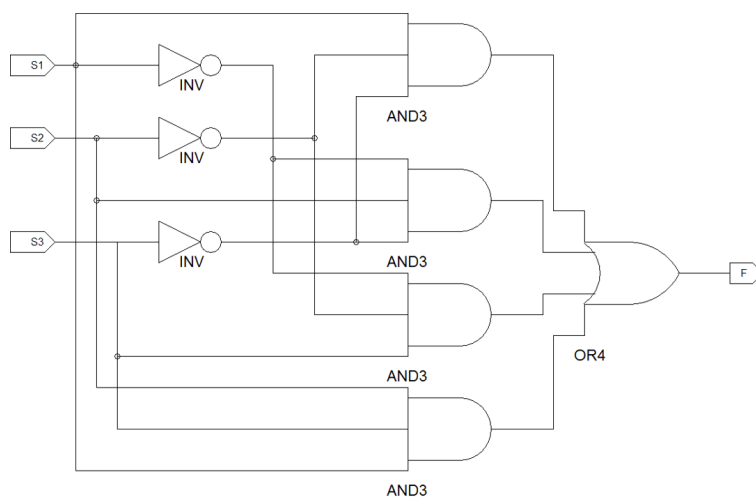 S1
INV
AND3
S2
INV
S3
INV
AND3
F
OR4
AND3
AND3